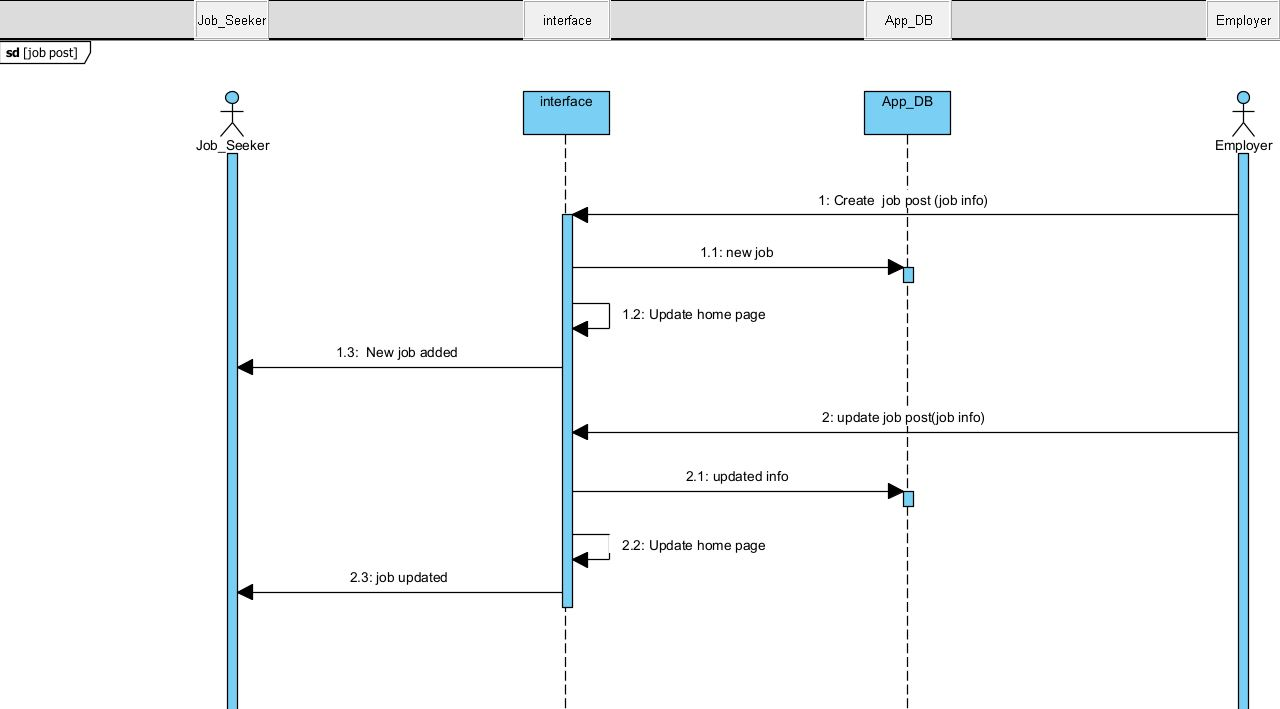 Job_Seeker interface App_DB Employer
sd [job post]
interface App_DB
Job_Seeker Employer
1: Create  job post (job info)
1.1: new job
1.2: Update home page
1.3:  New job added
2: update job post(job info)
2.1: updated info
2.2: Update home page
2.3: job updated